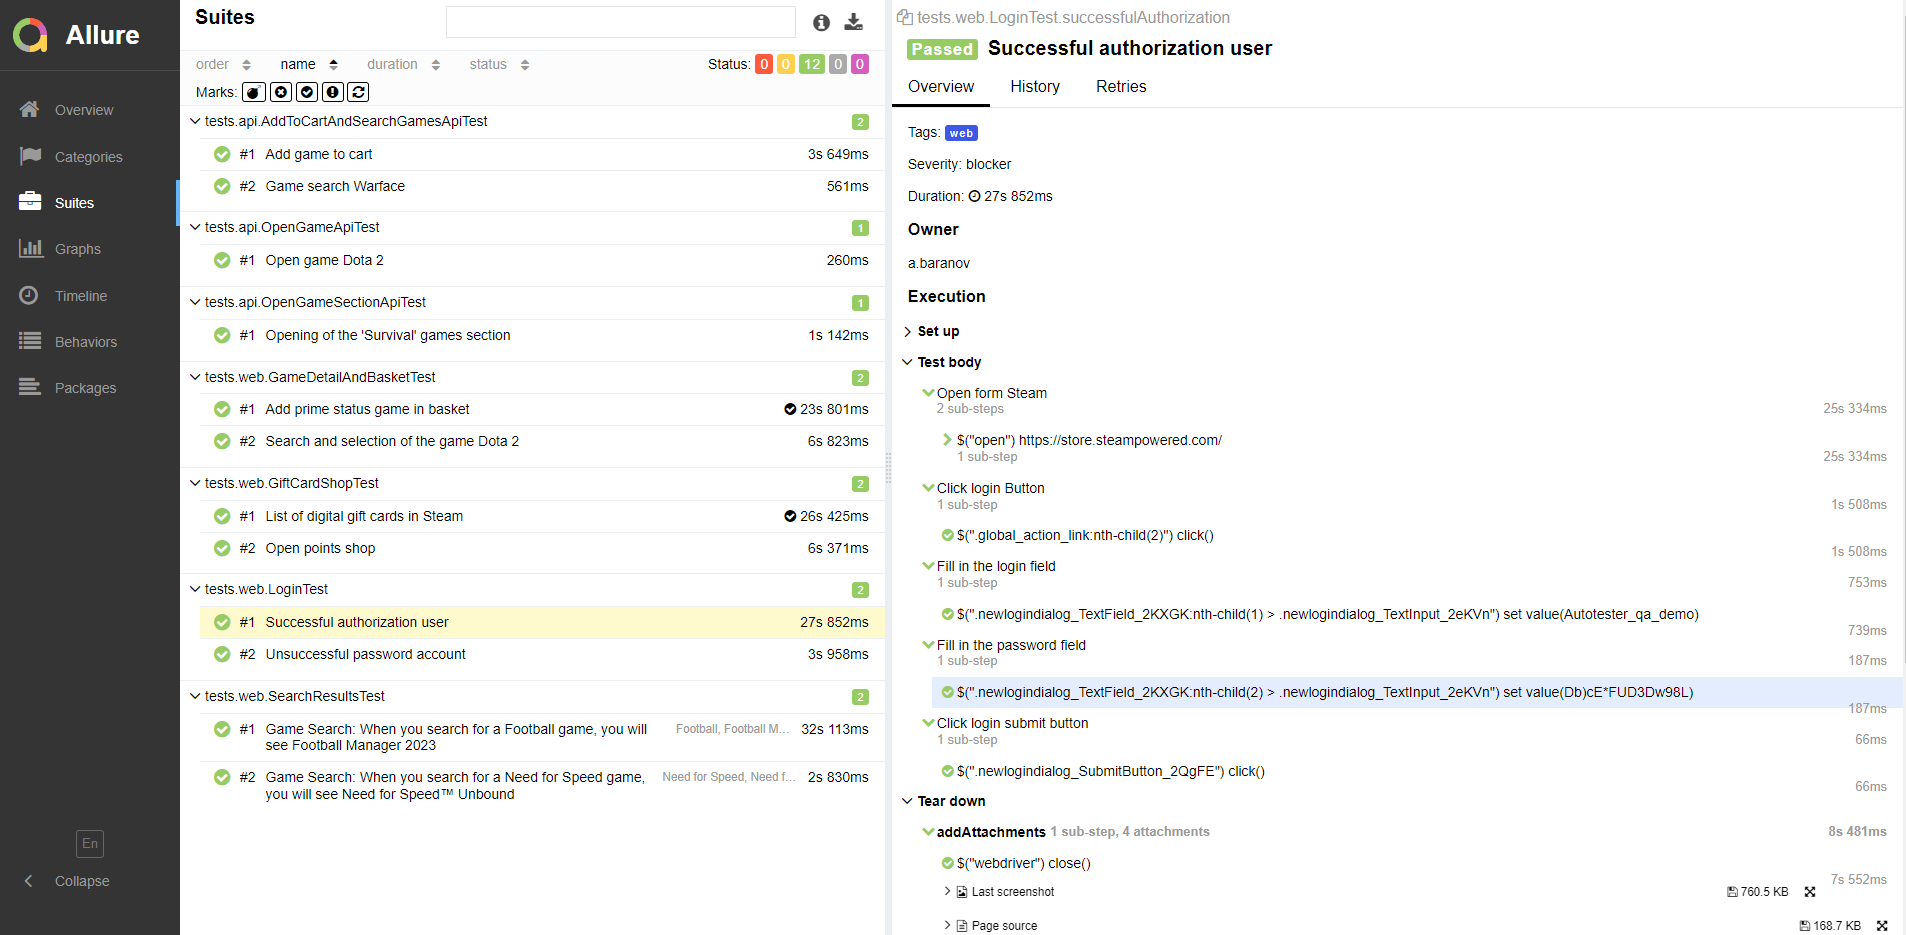 Allure
Overview
Categories
Suites
Graphs
Timeline
Behaviors
Packages
En
Collapse
Suites
order name duration status Status: 0 0 12 0 0
Marks:
tests.api.AddToCartAndSearchGamesApiTest 2
#1 Add game to cart 3s 649ms
#2 Game search Warface 561ms
tests.api.OpenGameApiTest 1
#1 Open game Dota 2 260ms
tests.api.OpenGameSectionApiTest 1
#1 Opening of the 'Survival' games section 1s 142ms
tests.web.GameDetailAndBasketTest 2
#1 Add prime status game in basket 23s 801ms
#2 Search and selection of the game Dota 2 6s 823ms
tests.web.GiftCardShopTest 2
#1 List of digital gift cards in Steam 26s 425ms
#2 Open points shop 6s 371ms
tests.web.LoginTest 2
#1 Successful authorization user 27s 852ms
#2 Unsuccessful password account 3s 958ms
tests.web.SearchResultsTest 2
#1 Game Search: When you search for a Football game, you will Football, Football M... 32s 113ms
see Football Manager 2023
#2 Game Search: When you search for a Need for Speed game, Need for Speed, Need f... 2s 830ms
you will see Need for Speed™ Unbound
tests.web.LoginTest.successfulAuthorization
Passed Successful authorization user
Overview History Retries
Tags: web
Severity: blocker
Duration: 27s 852ms
Owner
a.baranov
Execution
Set up
Test body
Open form Steam
2 sub-steps 25s 334ms
$("open") https://store.steampowered.com/
1 sub-step 25s 334ms
Click login Button
1 sub-step 1s 508ms
$(".global_action_link:nth-child(2)") click()
1s 508ms
Fill in the login field
1 sub-step 753ms
$(".newlogindialog_TextField_2KXGK:nth-child(1) > .newlogindialog_TextInput_2eKVn") set value(Autotester_qa_demo)
739ms
Fill in the password field
1 sub-step 187ms
$(".newlogindialog_TextField_2KXGK:nth-child(2) > .newlogindialog_TextInput_2eKVn") set value(Db)cE*FUD3Dw98L)
187ms
Click login submit button
1 sub-step 66ms
$(".newlogindialog_SubmitButton_2QgFE") click()
66ms
Tear down
addAttachments 1 sub-step, 4 attachments 8s 481ms
$("webdriver") close()
7s 552ms
Last screenshot 760.5 KB
Page source 168.7 KB